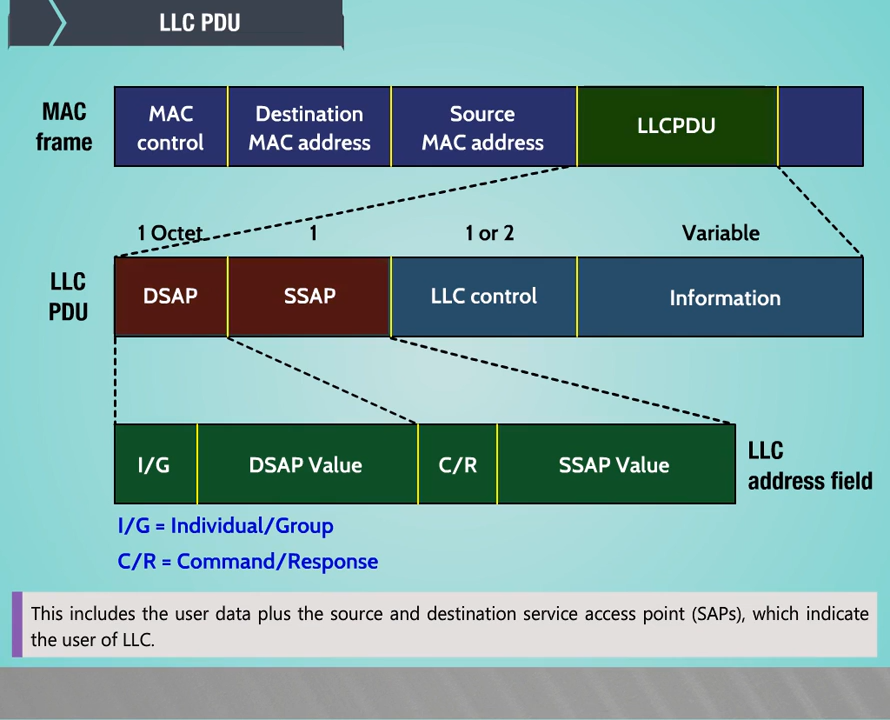 LLC PDU
MAC
frame
MAC
control
Destination
MAC address
Source
MAC address
LLCPDU
1 Octet
1
1 or 2
Variable
LLC
PDU
DSAP
SSAP
LLC control
Information
I/G
DSAP Value
C/R
SSAP Value
LLC
address field
I/G = Individual/Group
C/R = Command/Response
This includes the user data plus the source and destination service access point (SAPs), which indicate
the user of LLC.